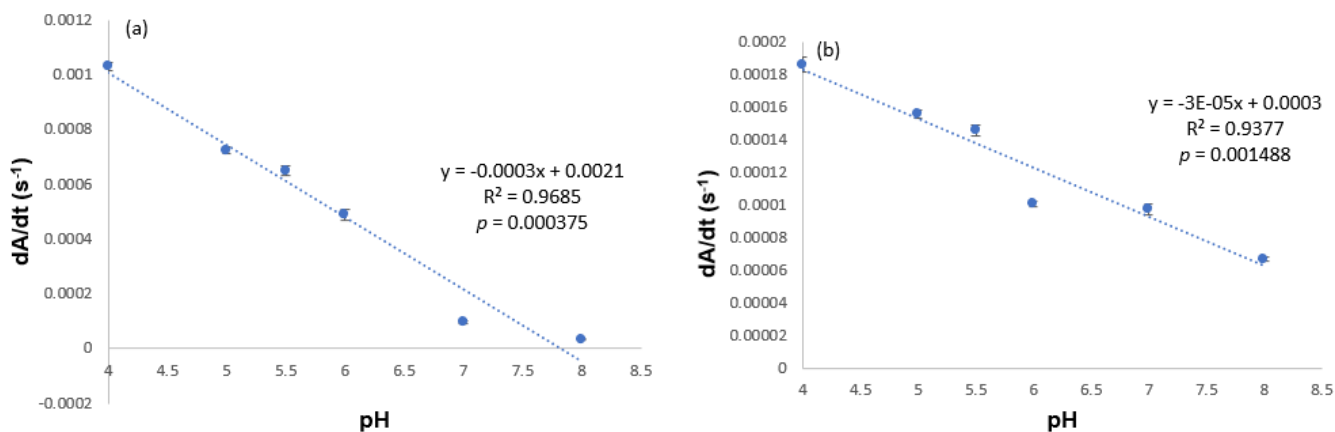 (a)
0.0012
0.001
0.0008
0.0006
0.0004
0.0002
0
-0.0002
dA/dt (s⁻¹)
y = -0.0003x + 0.0021
R² = 0.9685
p = 0.000375
4 4.5 5 5.5 6 6.5 7 7.5 8 8.5
pH
(b)
0.0002
0.00018
0.00016
0.00014
0.00012
0.0001
0.00008
0.00006
0.00004
0.00002
0
dA/dt (s⁻¹)
y = -3E-05x + 0.0003
R² = 0.9377
p = 0.001488
4 4.5 5 5.5 6 6.5 7 7.5 8 8.5
pH